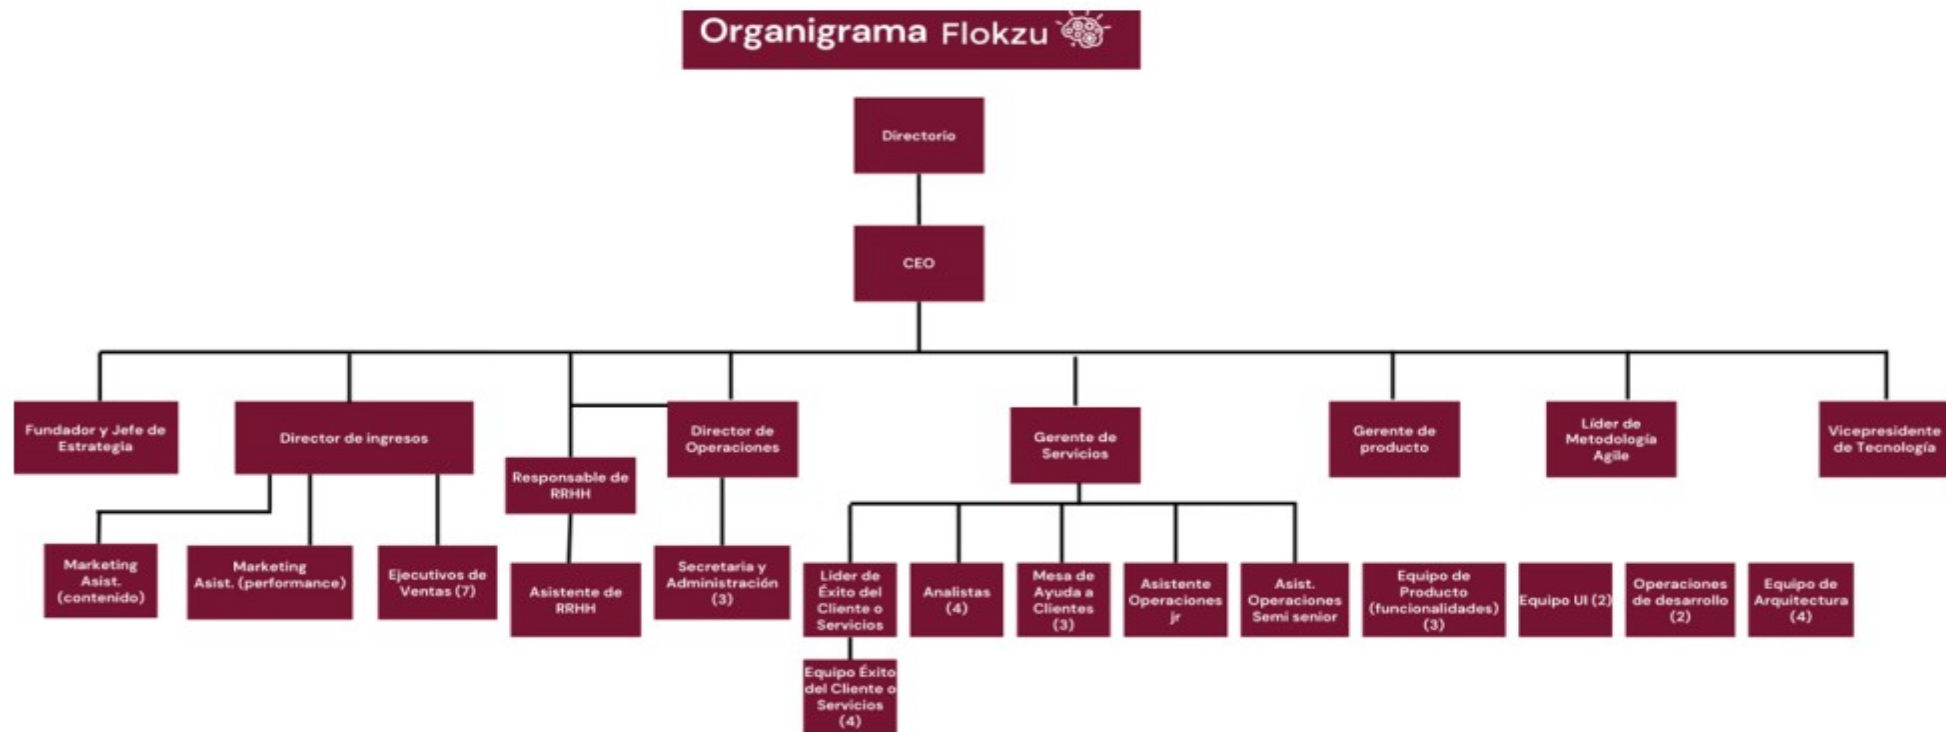 Organigrama Flokzu
Directorio
CEO
Fundador y Jefe de
Estrategia
Director de ingresos
Responsable de
RRHH
Director de
Operaciones
Gerente de
Servicios
Gerente de
producto
Líder de
Metodología
Agile
Vicepresidente
de Tecnología
Marketing
Asist.
(contenido)
Marketing
Asist. (performance)
Ejecutivos de
Ventas (7)
Asistente de
RRHH
Secretaria y
Administración
(3)
Lider de
Éxito del
Cliente o
Servicios
Analistas
(4)
Mesa de
Ayuda a
Clientes
(3)
Asistente
Operaciones
jr
Asist.
Operaciones
Semi senior
Equipo de
Producto
(funcionalidades)
(3)
Equipo UI (2)
Operaciones
de desarrollo
(2)
Equipo de
Arquitectura
(4)
Equipo Éxito
del Cliente o
Servicios
(4)